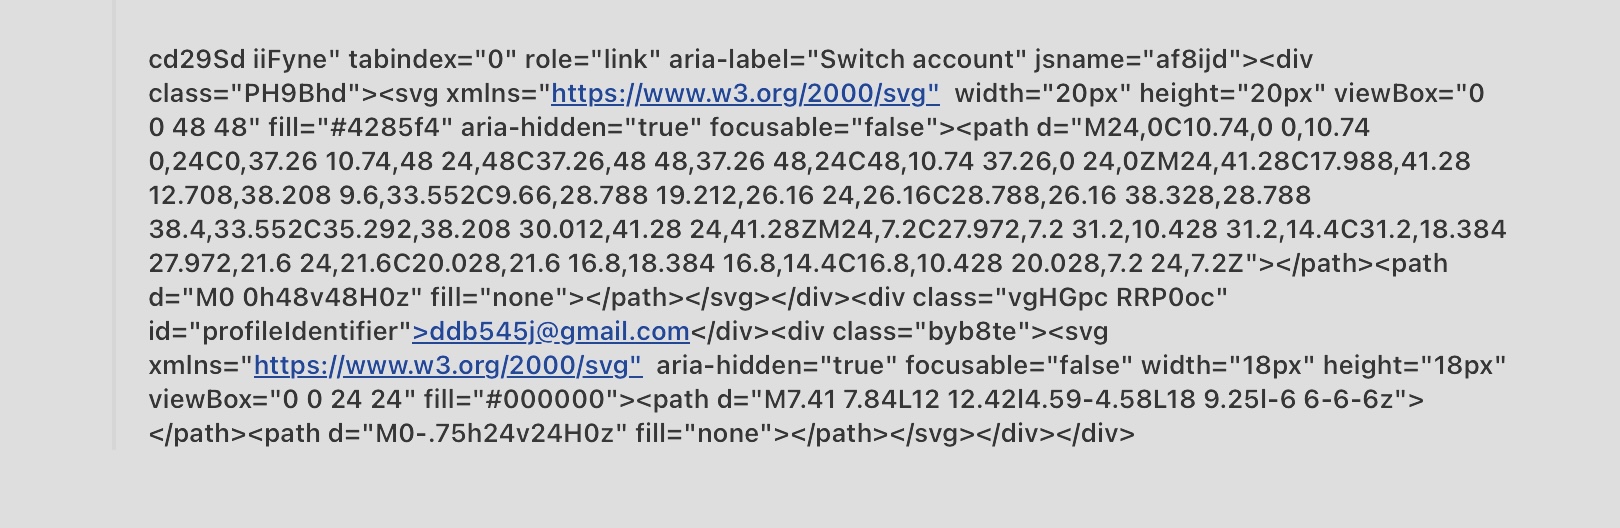 cd29Sd iiFyne" tabindex="0" role="link" aria-label="Switch account" jsname="af8ijd"><div
class="PH9Bhd"><svg xmlns="https://www.w3.org/2000/svg"  width="20px" height="20px" viewBox="0
0 48 48" fill="#4285f4" aria-hidden="true" focusable="false"><path d="M24,0C10.74,0 0,10.74
0,24C0,37.26 10.74,48 24,48C37.26,48 48,37.26 48,24C48,10.74 37.26,0 24,0ZM24,41.28C17.988,41.28
12.708,38.208 9.6,33.552C9.66,28.788 19.212,26.16 24,26.16C28.788,26.16 38.328,28.788
38.4,33.552C35.292,38.208 30.012,41.28 24,41.28ZM24,7.2C27.972,7.2 31.2,10.428 31.2,14.4C31.2,18.384
27.972,21.6 24,21.6C20.028,21.6 16.8,18.384 16.8,14.4C16.8,10.428 20.028,7.2 24,7.2Z"></path><path
d="M0 0h48v48H0z" fill="none"></path></svg></div><div class="vgHGpc RRP0oc"
id="profileIdentifier">ddb545j@gmail.com</div><div class="byb8te"><svg
xmlns="https://www.w3.org/2000/svg"  aria-hidden="true" focusable="false" width="18px" height="18px"
viewBox="0 0 24 24" fill="#000000"><path d="M7.41 7.84L12 12.42l4.59-4.58L18 9.25l-6 6-6-6z">
</path><path d="M0-.75h24v24H0z" fill="none"></path></svg></div></div>